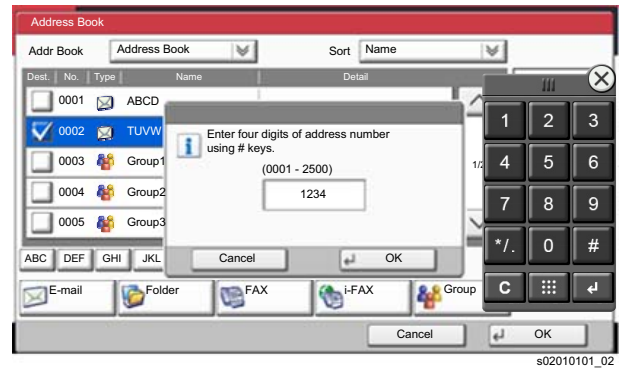 Address Book
Addr Book Address Book Sort Name
Dest. No. Type Name Detail
0001 ABCD
0002 TUVW
0003 Group1
0004 Group2
0005 Group3
1/2
Enter four digits of address number
using # keys.
(0001 - 2500)
1234
Cancel OK
ABC DEF GHI JKL
E-mail Folder FAX i-FAX Group
Cancel OK
1 2 3
4 5 6
7 8 9
*/. 0 #
C
s02010101_02